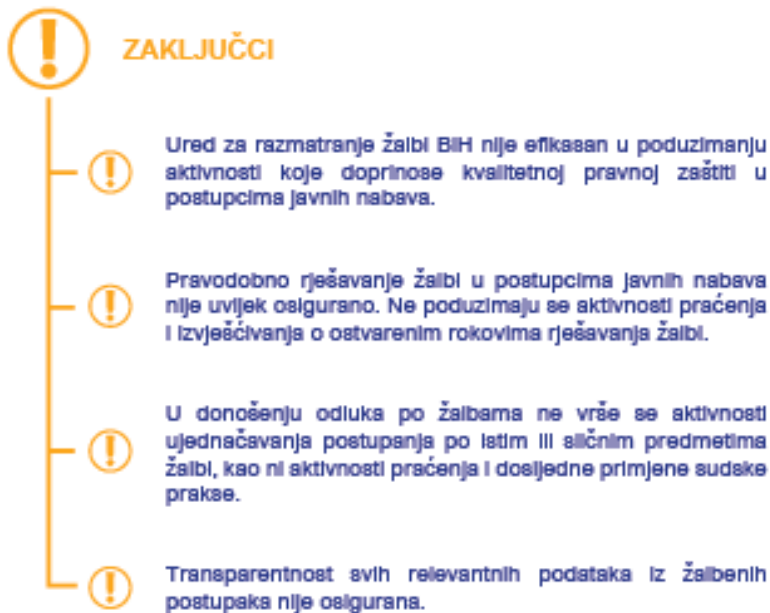 ZAKLJUČCI
Ured za razmatranje žalbi BiH nije efikasan u poduzimanju
aktivnosti koje doprinose kvalitetnoj pravnoj zaštiti u
postupcima javnih nabava.
Pravodobno rješavanje žalbi u postupcima javnih nabava
nije uvijek osigurano. Ne poduzimaju se aktivnosti praćenja
i izvješćivanja o ostvarenim rokovima rješavanja žalbi.
U donošenju odluka po žalbama ne vrše se aktivnosti
ujednačavanja postupanja po istim ili sličnim predmetima
žalbi, kao ni aktivnosti praćenja i dosljedne primjene sudske
prakse.
Transparentnost svih relevantnih podataka iz žalbenih
postupaka nije osigurana.